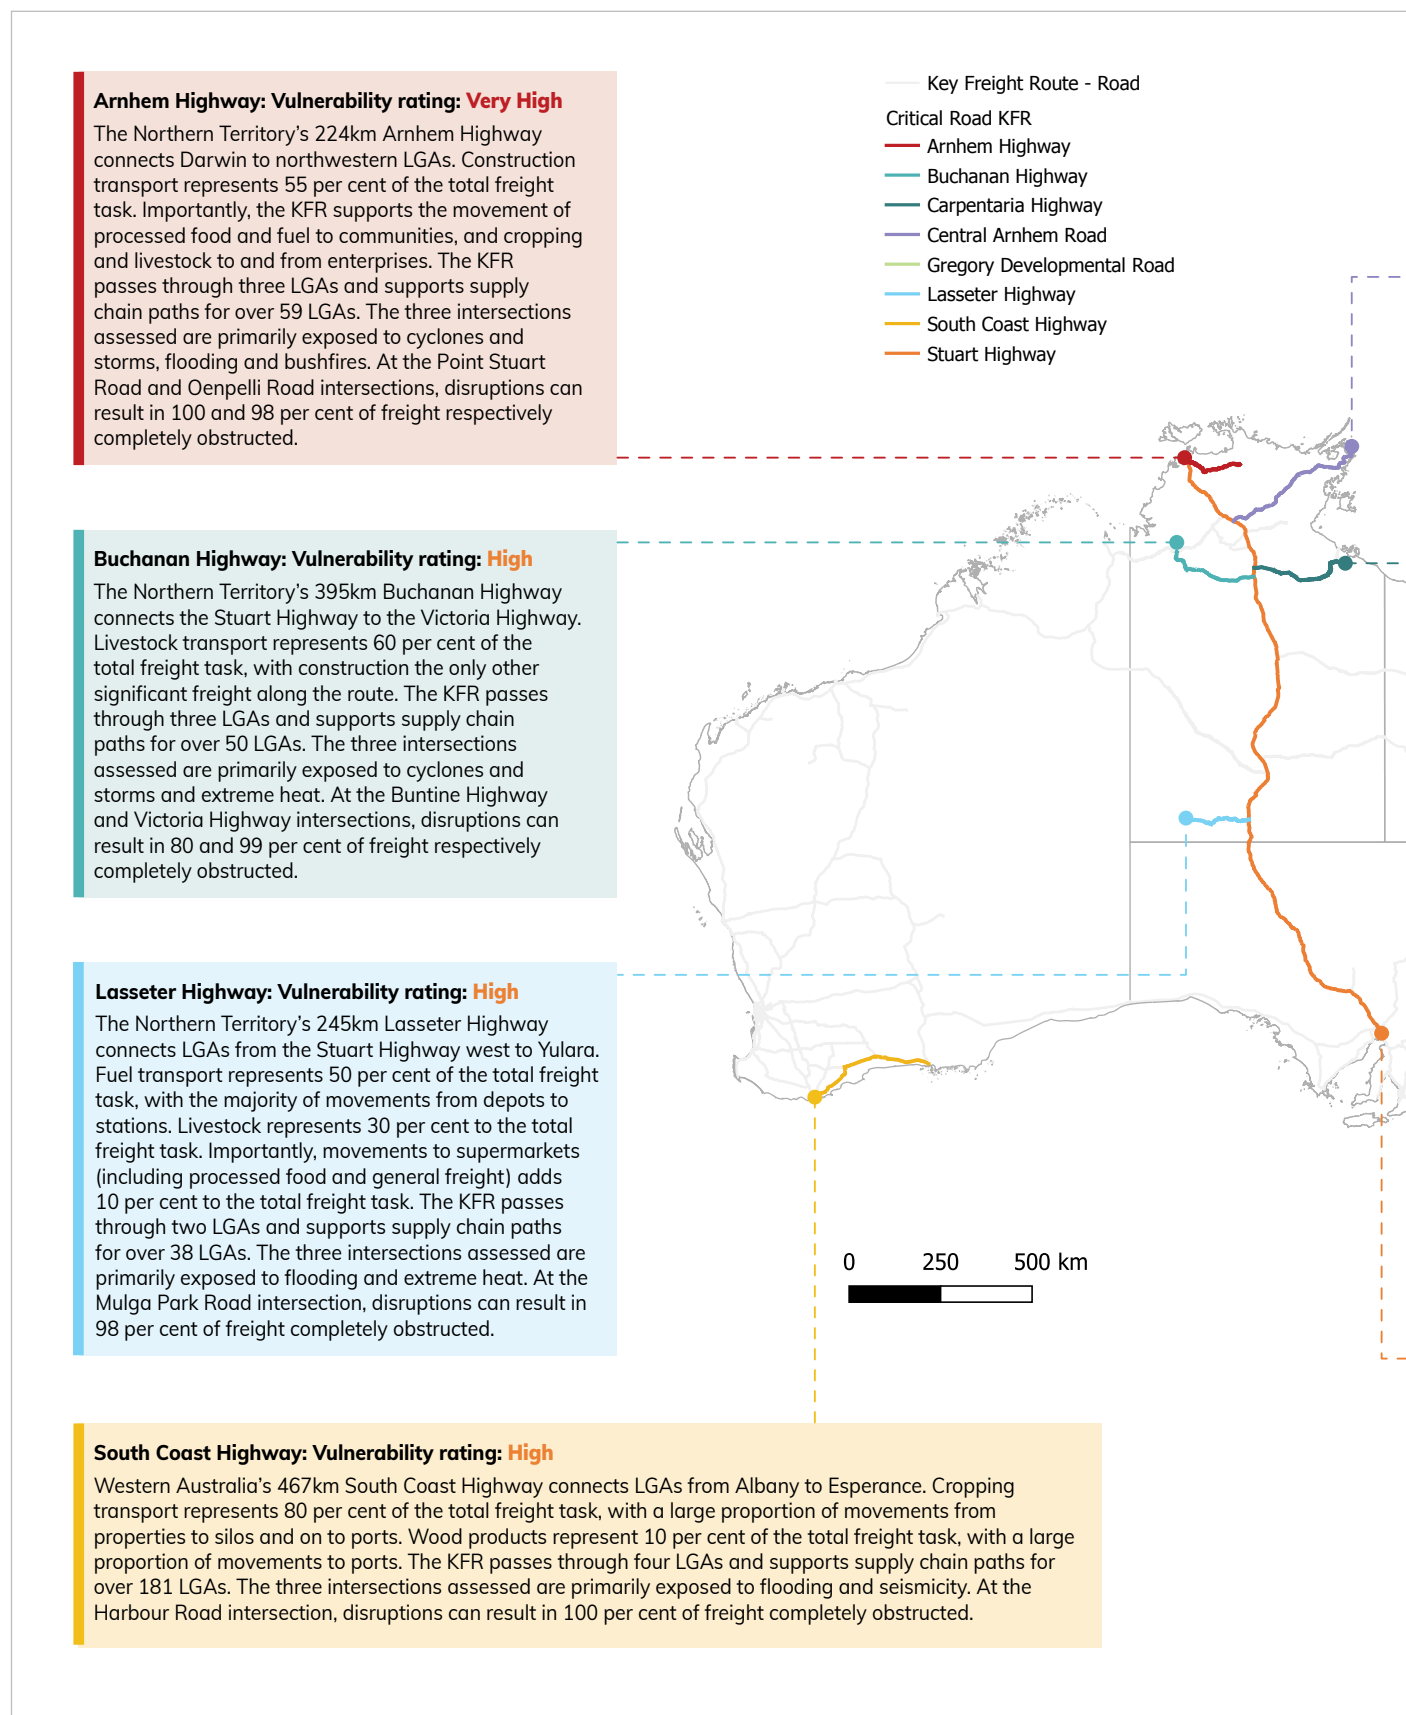 Arnhem Highway: Vulnerability rating: Very High
The Northern Territory’s 224km Arnhem Highway
connects Darwin to northwestern LGAs. Construction
transport represents 55 per cent of the total freight
task. Importantly, the KFR supports the movement of
processed food and fuel to communities, and cropping
and livestock to and from enterprises. The KFR
passes through three LGAs and supports supply
chain paths for over 59 LGAs. The three intersections
assessed are primarily exposed to cyclones and
storms, flooding and bushfires. At the Point Stuart
Road and Oenpelli Road intersections, disruptions can
result in 100 and 98 per cent of freight respectively
completely obstructed.
Key Freight Route - Road
Critical Road KFR
Arnhem Highway
Buchanan Highway
Carpentaria Highway
Central Arnhem Road
Gregory Developmental Road
Lasseter Highway
South Coast Highway
Stuart Highway
Buchanan Highway: Vulnerability rating: High
The Northern Territory’s 395km Buchanan Highway
connects the Stuart Highway to the Victoria Highway.
Livestock transport represents 60 per cent of the
total freight task, with construction the only other
significant freight along the route. The KFR passes
through three LGAs and supports supply chain
paths for over 50 LGAs. The three intersections
assessed are primarily exposed to cyclones and
storms and extreme heat. At the Buntine Highway
and Victoria Highway intersections, disruptions can
result in 80 and 99 per cent of freight respectively
completely obstructed.
Lasseter Highway: Vulnerability rating: High
The Northern Territory’s 245km Lasseter Highway
connects LGAs from the Stuart Highway west to Yulara.
Fuel transport represents 50 per cent of the total freight
task, with the majority of movements from depots to
stations. Livestock represents 30 per cent to the total
freight task. Importantly, movements to supermarkets
(including processed food and general freight) adds
10 per cent to the total freight task. The KFR passes
through two LGAs and supports supply chain paths
for over 38 LGAs. The three intersections assessed are
primarily exposed to flooding and extreme heat. At the
Mulga Park Road intersection, disruptions can result in
98 per cent of freight completely obstructed.
0 250 500 km
South Coast Highway: Vulnerability rating: High
Western Australia’s 467km South Coast Highway connects LGAs from Albany to Esperance. Cropping
transport represents 80 per cent of the total freight task, with a large proportion of movements from
properties to silos and on to ports. Wood products represent 10 per cent of the total freight task, with a large
proportion of movements to ports. The KFR passes through four LGAs and supports supply chain paths for
over 181 LGAs. The three intersections assessed are primarily exposed to flooding and seismicity. At the
Harbour Road intersection, disruptions can result in 100 per cent of freight completely obstructed.